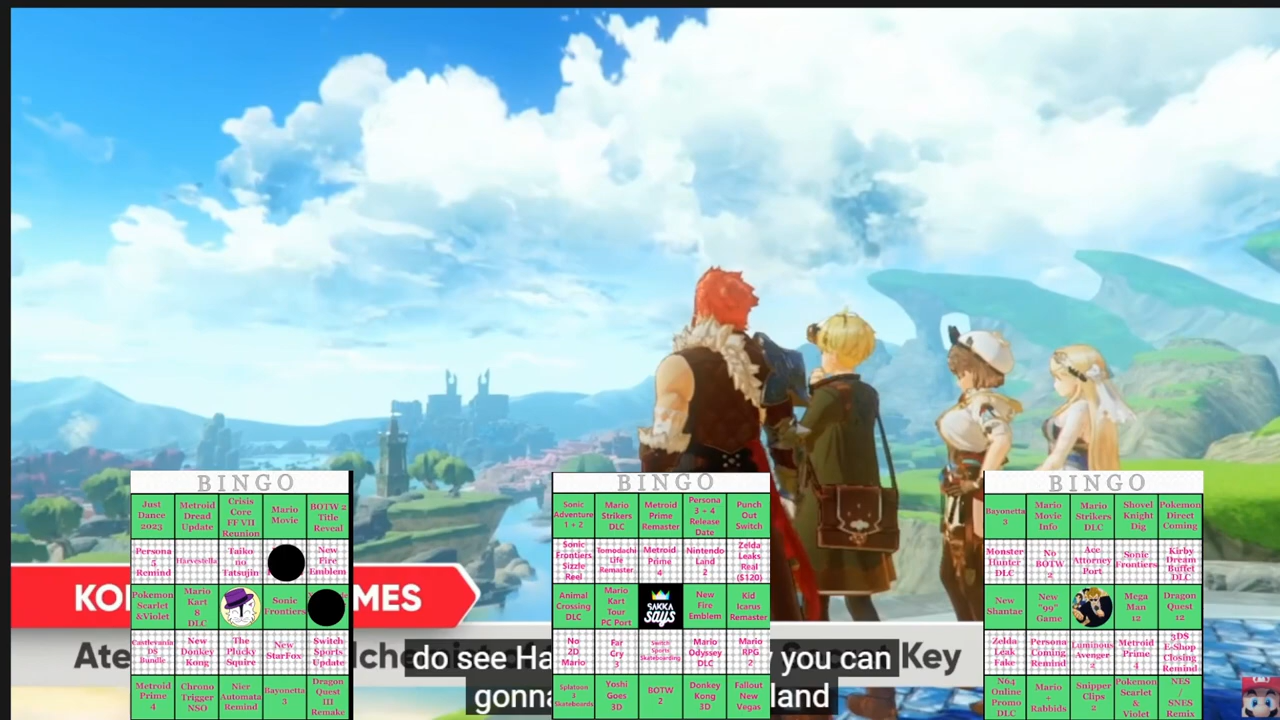 BINGO
Just Dance 2023
Metroid Dread Update
Crisis Core FF VII Reunion
Mario Movie
BOTW 2 Title Reveal
Persona 5 Remind
Harvestella
Taiko no Tatsujin
New Fire Emblem
Pokemon Scarlet &Violet
Mario Kart 8 DLC
Sonic Frontiers
Castlevania DS Bundle
New Donkey Kong
The Plucky Squire
New StarFox
Switch Sports Update
Metroid Prime 4
Chrono Trigger NSO
Nier Automata Remind
Bayonetta 3
Dragon Quest III Remake
BINGO
Sonic Adventure 1 + 2
Mario Strikers DLC
Metroid Prime Remaster
Persona 3 + 4 Release Date
Punch Out Switch
Sonic Frontiers Sizzle Reel
Tomodachi Life Remaster
Metroid Prime 4
Nintendo Land 2
Zelda Leaks Real ($120)
Animal Crossing DLC
Mario Kart Tour PC Port
SAKKA says
New Fire Emblem
Kid Icarus Remaster
No 2D Mario
Far Cry 3
Switch Sports Skateboarding
Mario Odyssey DLC
Mario RPG 2
Splatoon 3 Skateboards
Yoshi Goes 3D
BOTW 2
Donkey Kong 3D
Fallout New Vegas
BINGO
Bayonetta 3
Mario Movie Info
Mario Strikers DLC
Shovel Knight Dig
Pokemon Direct Coming
Monster Hunter DLC
No BOTW 2
Ace Attorney Port
Sonic Frontiers
Kirby Dream Buffet DLC
New Shantae
New "99" Game
Mega Man 12
Dragon Quest 12
Zelda Leak Fake
Persona Coming Remind
Luminous Avenger 2
Metroid Prime 4
3DS E-Shop Closing Remind
N64 Online Promo DLC
Mario + Rabbids
Snipper Clips 2
Pokemon Scarlet & Violet
NES / SNES Remix
KO MES
Ate Key
do see Ha you can
gonna land